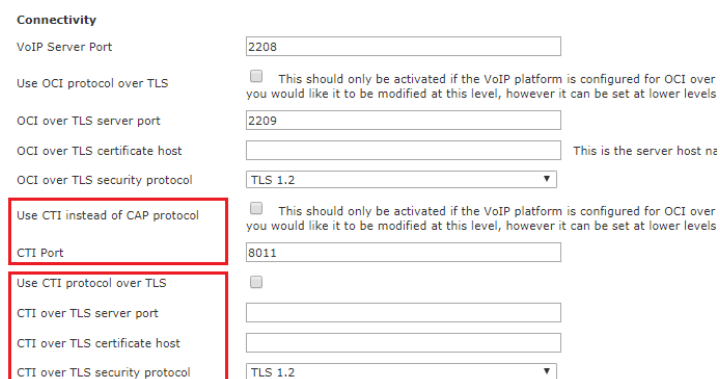 Connectivity
VoIP Server Port 2208
Use OCI protocol over TLS This should only be activated if the VoIP platform is configured for OCI over
you would like it to be modified at this level, however it can be set at lower levels
OCI over TLS server port 2209
OCI over TLS certificate host This is the server host na
OCI over TLS security protocol TLS 1.2
Use CTI instead of CAP protocol This should only be activated if the VoIP platform is configured for OCI over
you would like it to be modified at this level, however it can be set at lower levels
CTI Port 8011
Use CTI protocol over TLS
CTI over TLS server port
CTI over TLS certificate host
CTI over TLS security protocol TLS 1.2